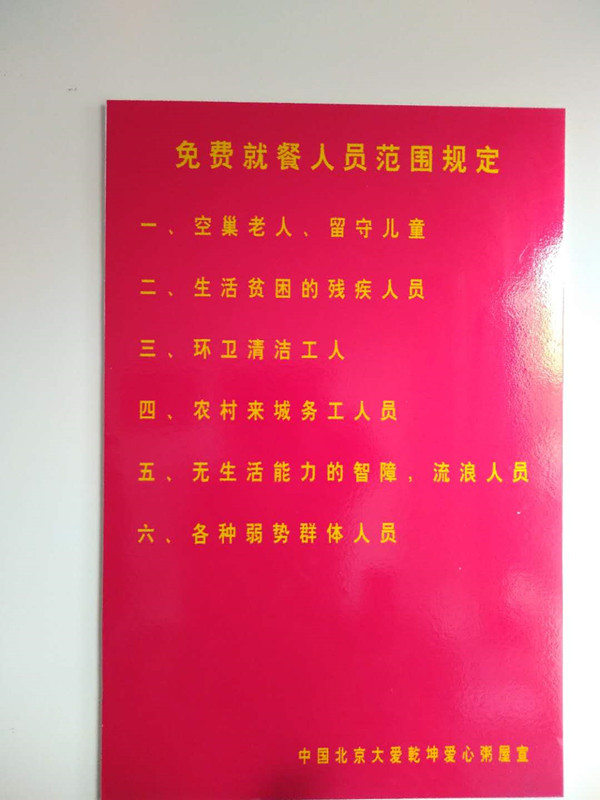 免费就餐人员范围规定
一、空巢老人、留守儿童
二、生活贫困的残疾人员
三、环卫清洁工人
四、农村来城务工人员
五、无生活能力的智障，流浪人员
六、各种弱势群体人员
中国北京大爱乾坤爱心粥屋宣